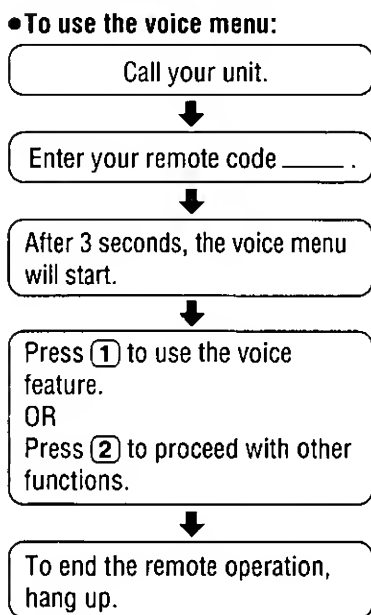 ●To use the voice menu:
Call your unit.
Enter your remote code _____ .
After 3 seconds, the voice menu
will start.
Press 1 to use the voice
feature.
OR
Press 2 to proceed with other
functions.
To end the remote operation,
hang up.